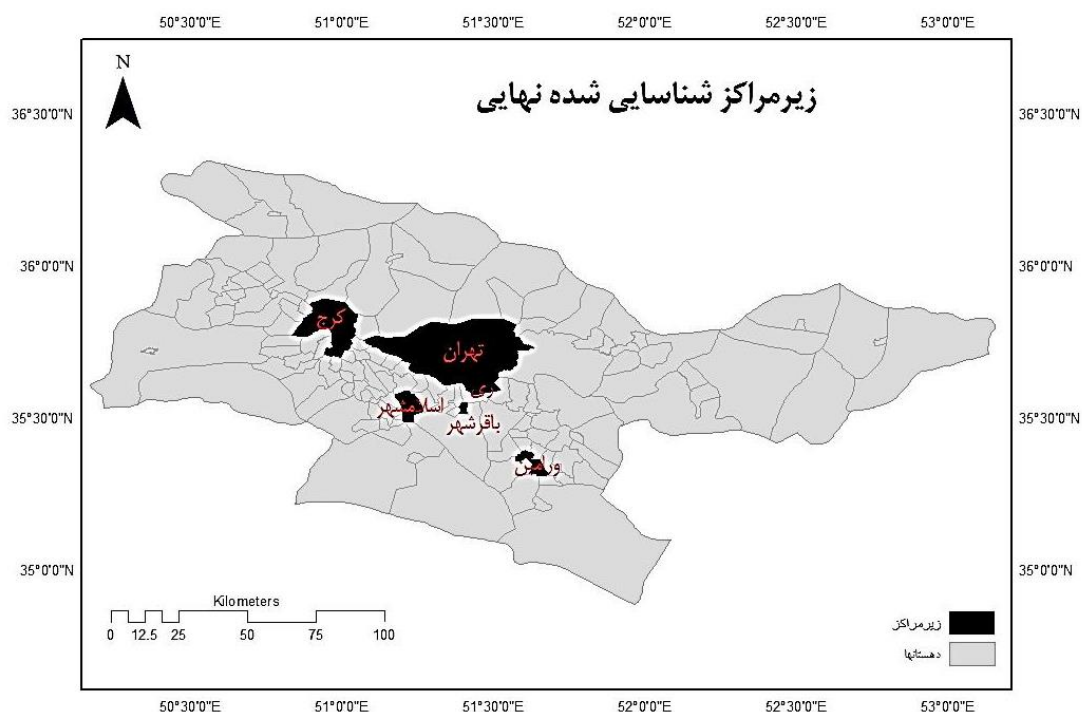 50°30'0"E 51°0'0"E 51°30'0"E 52°0'0"E 52°30'0"E 53°0'0"E
N
زیرمراکز شناسایی شده نهایی
36°30'0"N 36°30'0"N
36°0'0"N 36°0'0"N
کرج
تهران
ری
35°30'0"N 35°30'0"N
اسلامشهر
باقرشهر
ورامین
35°0'0"N 35°0'0"N
Kilometers
0 12.5 25 50 75 100
زیرمراکز
دهستانها
50°30'0"E 51°0'0"E 51°30'0"E 52°0'0"E 52°30'0"E 53°0'0"E